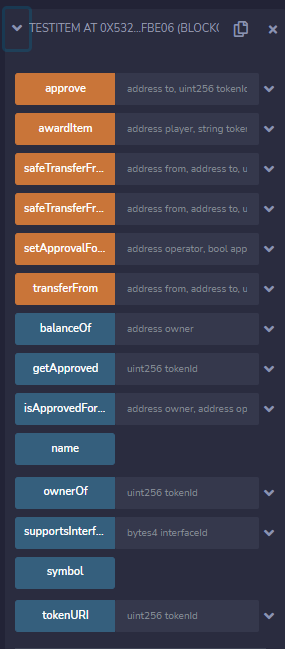 TESTITEM AT 0X532...FBE06 (BLOCKC
approve address to, uint256 tokenId
awardItem address player, string token
safeTransferFr... address from, address to, u
safeTransferFr... address from, address to, u
setApprovalFo... address operator, bool app
transferFrom address from, address to, u
balanceOf address owner
getApproved uint256 tokenId
isApprovedFor... address owner, address op
name
ownerOf uint256 tokenId
supportsInterf... bytes4 interfaceId
symbol
tokenURI uint256 tokenId